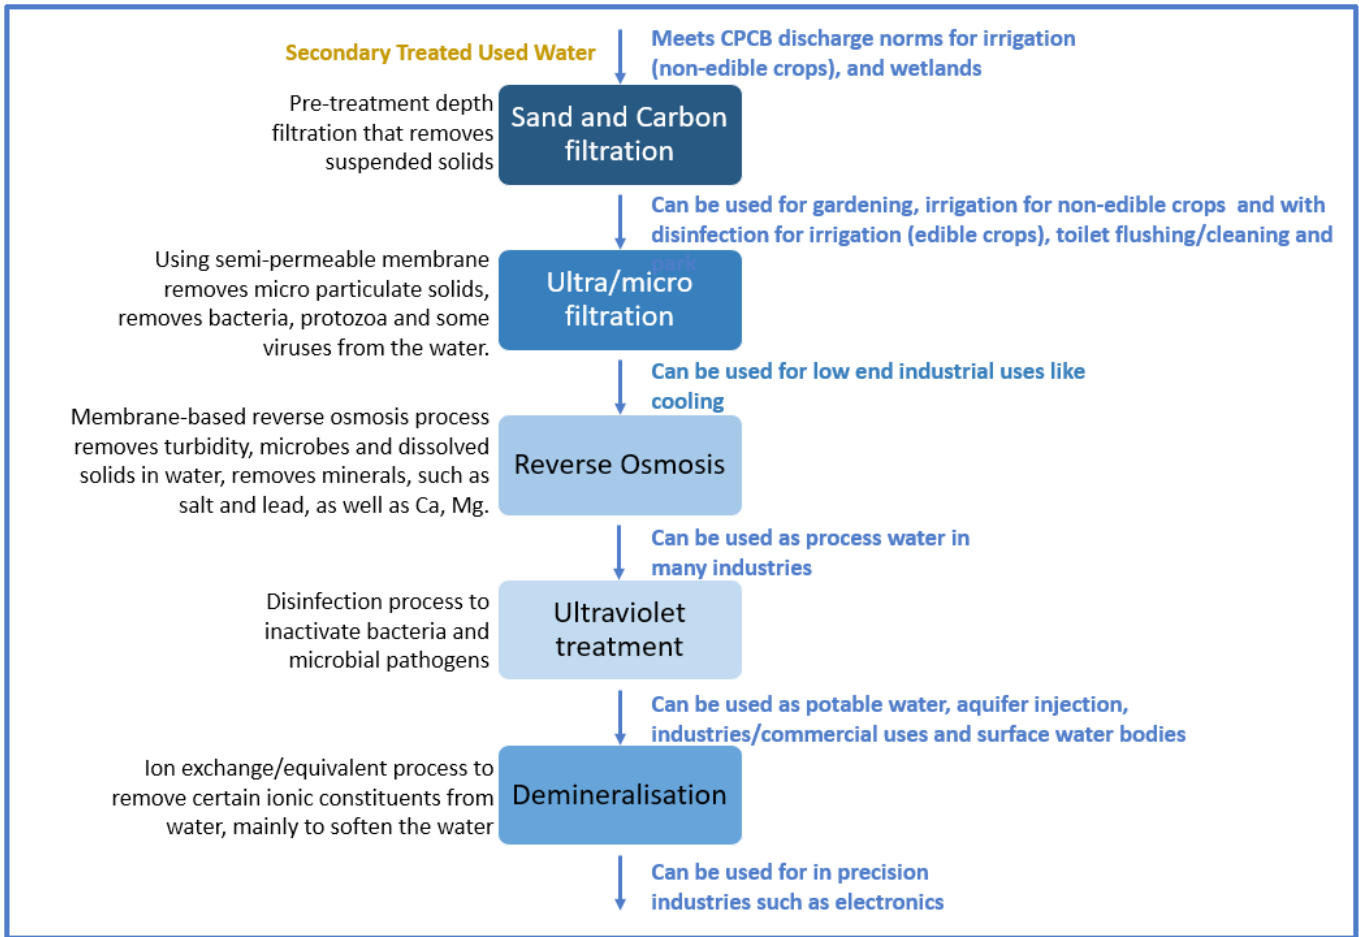 Secondary Treated Used Water
Meets CPCB discharge norms for irrigation
(non-edible crops), and wetlands
Pre-treatment depth
filtration that removes
suspended solids
Sand and Carbon
filtration
Can be used for gardening, irrigation for non-edible crops and with
disinfection for irrigation (edible crops), toilet flushing/cleaning and
park
Using semi-permeable membrane
removes micro particulate solids,
removes bacteria, protozoa and some
viruses from the water.
Ultra/micro
filtration
Can be used for low end industrial uses like
cooling
Membrane-based reverse osmosis process
removes turbidity, microbes and dissolved
solids in water, removes minerals, such as
salt and lead, as well as Ca, Mg.
Reverse Osmosis
Can be used as process water in
many industries
Disinfection process to
inactivate bacteria and
microbial pathogens
Ultraviolet
treatment
Can be used as potable water, aquifer injection,
industries/commercial uses and surface water bodies
Ion exchange/equivalent process to
remove certain ionic constituents from
water, mainly to soften the water
Demineralisation
Can be used for in precision
industries such as electronics